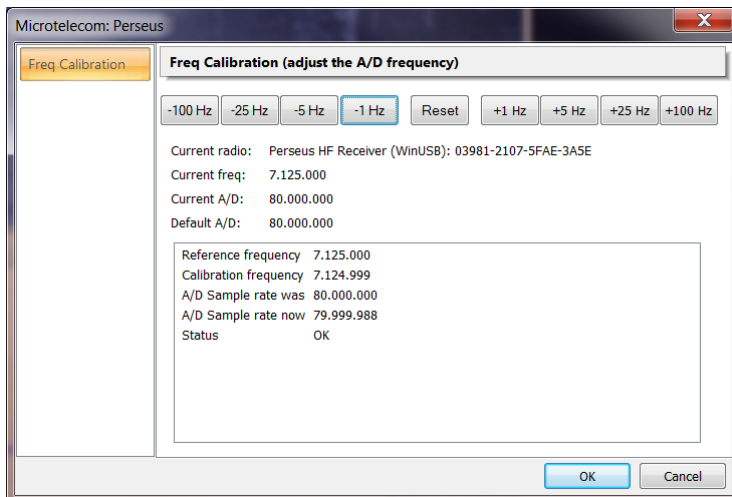 Microtelecom: Perseus
Freq Calibration
Freq Calibration (adjust the A/D frequency)
-100 Hz -25 Hz -5 Hz -1 Hz Reset +1 Hz +5 Hz +25 Hz +100 Hz
Current radio: Perseus HF Receiver (WinUSB): 03981-2107-5FAE-3A5E
Current freq: 7.125.000
Current A/D: 80.000.000
Default A/D: 80.000.000
Reference frequency 7.125.000
Calibration frequency 7.124.999
A/D Sample rate was 80.000.000
A/D Sample rate now 79.999.988
Status OK
OK Cancel